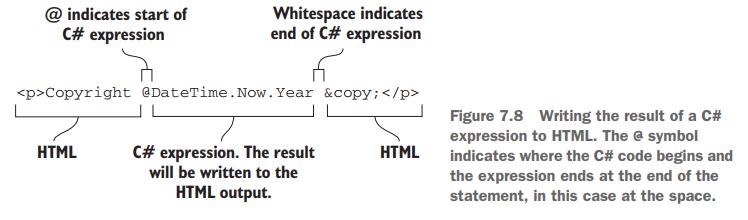 @ indicates start of
C# expression
Whitespace indicates
end of C# expression
<p>Copyright @DateTime.Now.Year &copy;</p>
HTML
C# expression. The result
will be written to the
HTML output.
HTML
Figure 7.8 Writing the result of a C#
expression to HTML. The @ symbol
indicates where the C# code begins and
the expression ends at the end of the
statement, in this case at the space.